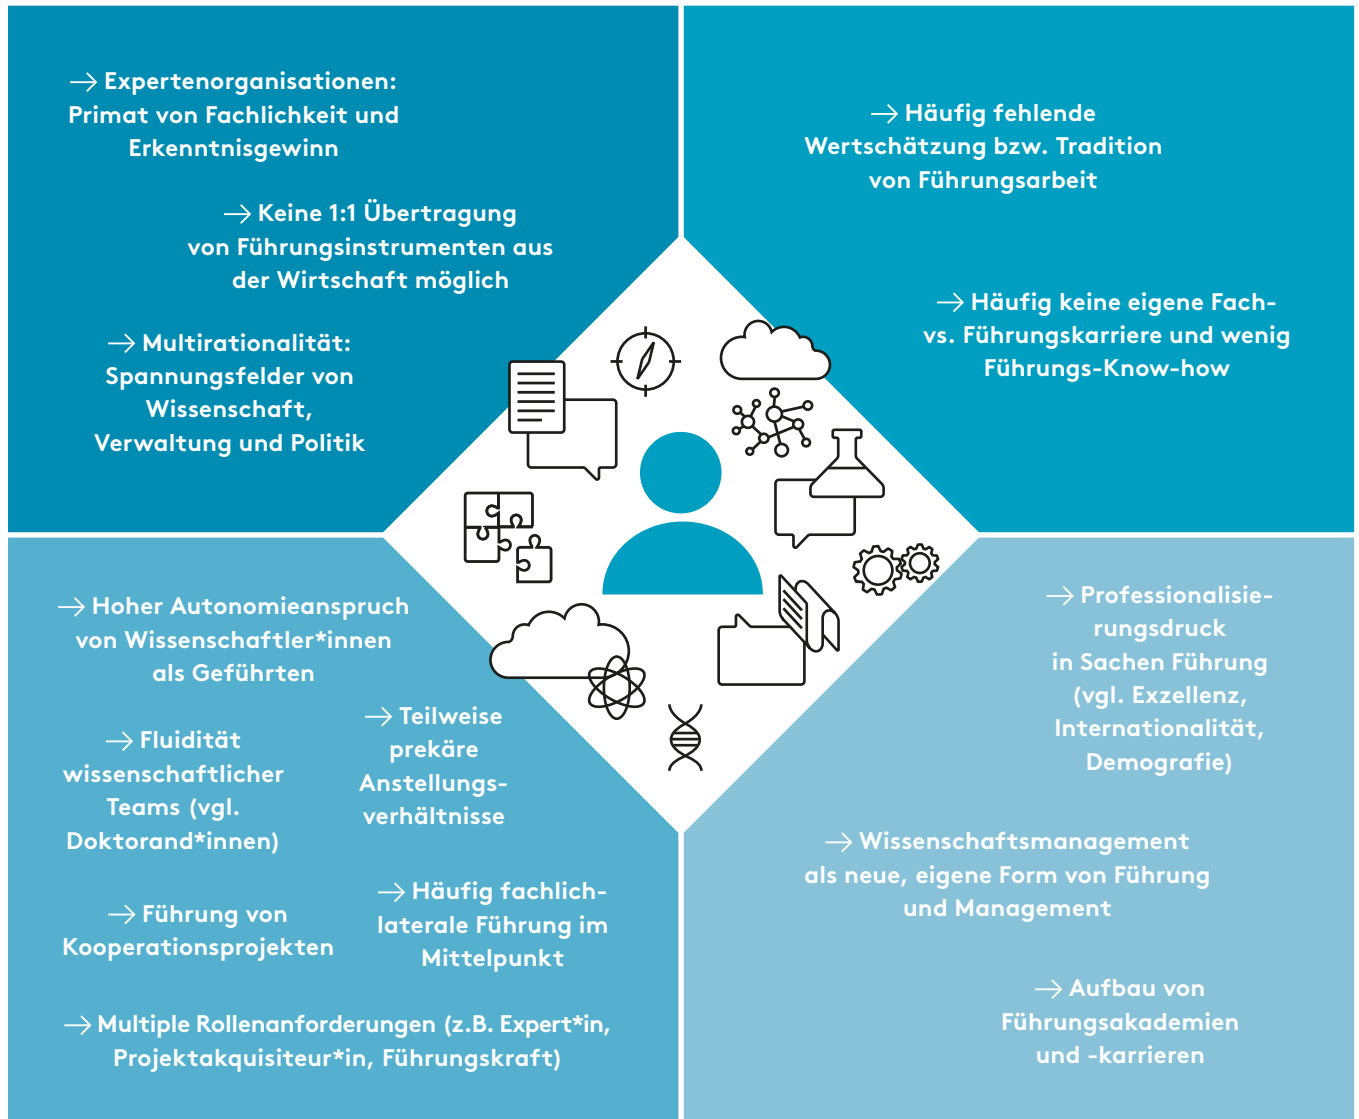 → Expertenorganisationen:
Primat von Fachlichkeit und
Erkenntnisgewinn
→ Keine 1:1 Übertragung
von Führungsinstrumenten aus
der Wirtschaft möglich
→ Multirationalität:
Spannungsfelder von
Wissenschaft,
Verwaltung und Politik
→ Häufig fehlende
Wertschätzung bzw. Tradition
von Führungsarbeit
→ Häufig keine eigene Fach-
vs. Führungskarriere und wenig
Führungs-Know-how
→ Hoher Autonomieanspruch
von Wissenschaftler*innen
als Geführten
→ Fluidität
wissenschaftlicher
Teams (vgl.
Doktorand*innen)
→ Teilweise
prekäre
Anstellungs-
verhältnisse
→ Führung von
Kooperationsprojekten
→ Häufig fachlich-
laterale Führung im
Mittelpunkt
→ Multiple Rollenanforderungen (z.B. Expert*in,
Projektakquisiteur*in, Führungskraft)
→ Professionalisie-
rungsdruck
in Sachen Führung
(vgl. Exzellenz,
Internationalität,
Demografie)
→ Wissenschaftsmanagement
als neue, eigene Form von Führung
und Management
→ Aufbau von
Führungsakademien
und -karrieren